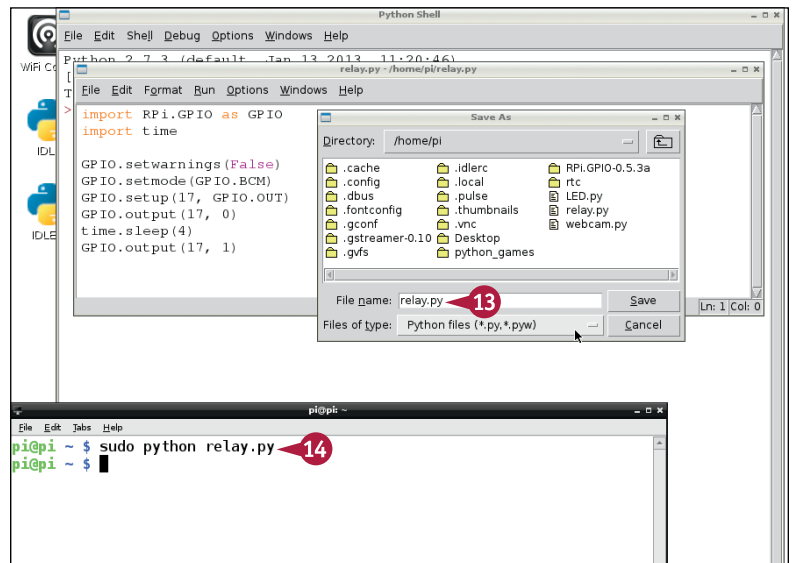 Python Shell
File Edit Shell Debug Options Windows Help
Python 2.7.3 (default, Jan 13 2013, 11:20:46)
[
T
>
WiFi Co
IDL
IDLE
relay.py - /home/pi/relay.py
File Edit Format Run Options Windows Help
import RPi.GPIO as GPIO
import time
GPIO.setwarnings(False)
GPIO.setmode(GPIO.BCM)
GPIO.setup(17, GPIO.OUT)
GPIO.output(17, 0)
time.sleep(4)
GPIO.output(17, 1)
Ln: 1 Col: 0
Save As
Directory: /home/pi
.cache .idlerc RPi.GPIO-0.5.3a
.config .local rtc
.dbus .pulse LED.py
.fontconfig .thumbnails relay.py
.gconf .vnc webcam.py
.gstreamer-0.10 Desktop
.gvfs python_games
File name: relay.py 13 Save
Files of type: Python files (*.py,*.pyw) Cancel
pi@pi: ~
File Edit Tabs Help
pi@pi ~ $ sudo python relay.py 14
pi@pi ~ $